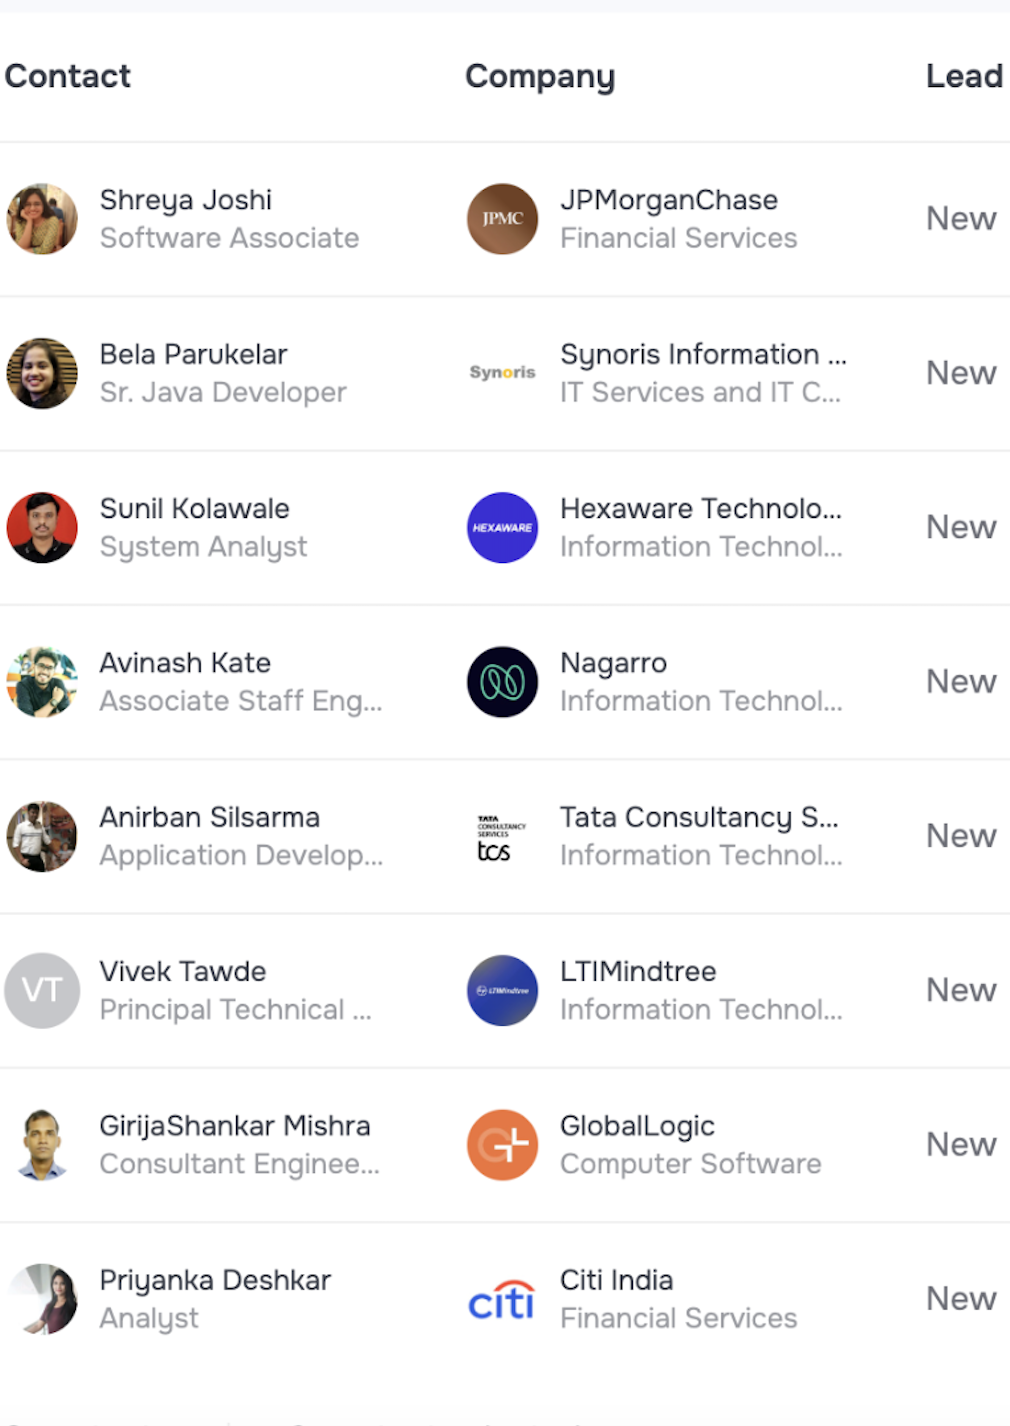 Contact Company Lead
Shreya Joshi
Software Associate
JPMC
JPMorganChase
Financial Services
New
Bela Parukelar
Sr. Java Developer
Synoris
Synoris Information ...
IT Services and IT C...
New
Sunil Kolawale
System Analyst
HEXAWARE
Hexaware Technolo...
Information Technol...
New
Avinash Kate
Associate Staff Eng...
Nagarro
Information Technol...
New
Anirban Silsarma
Application Develop...
TATA
CONSULTANCY
SERVICES
tcs
Tata Consultancy S...
Information Technol...
New
VT
Vivek Tawde
Principal Technical ...
LTIMindtree
LTIMindtree
Information Technol...
New
GirijaShankar Mishra
Consultant Enginee...
G+
GlobalLogic
Computer Software
New
Priyanka Deshkar
Analyst
citi
Citi India
Financial Services
New